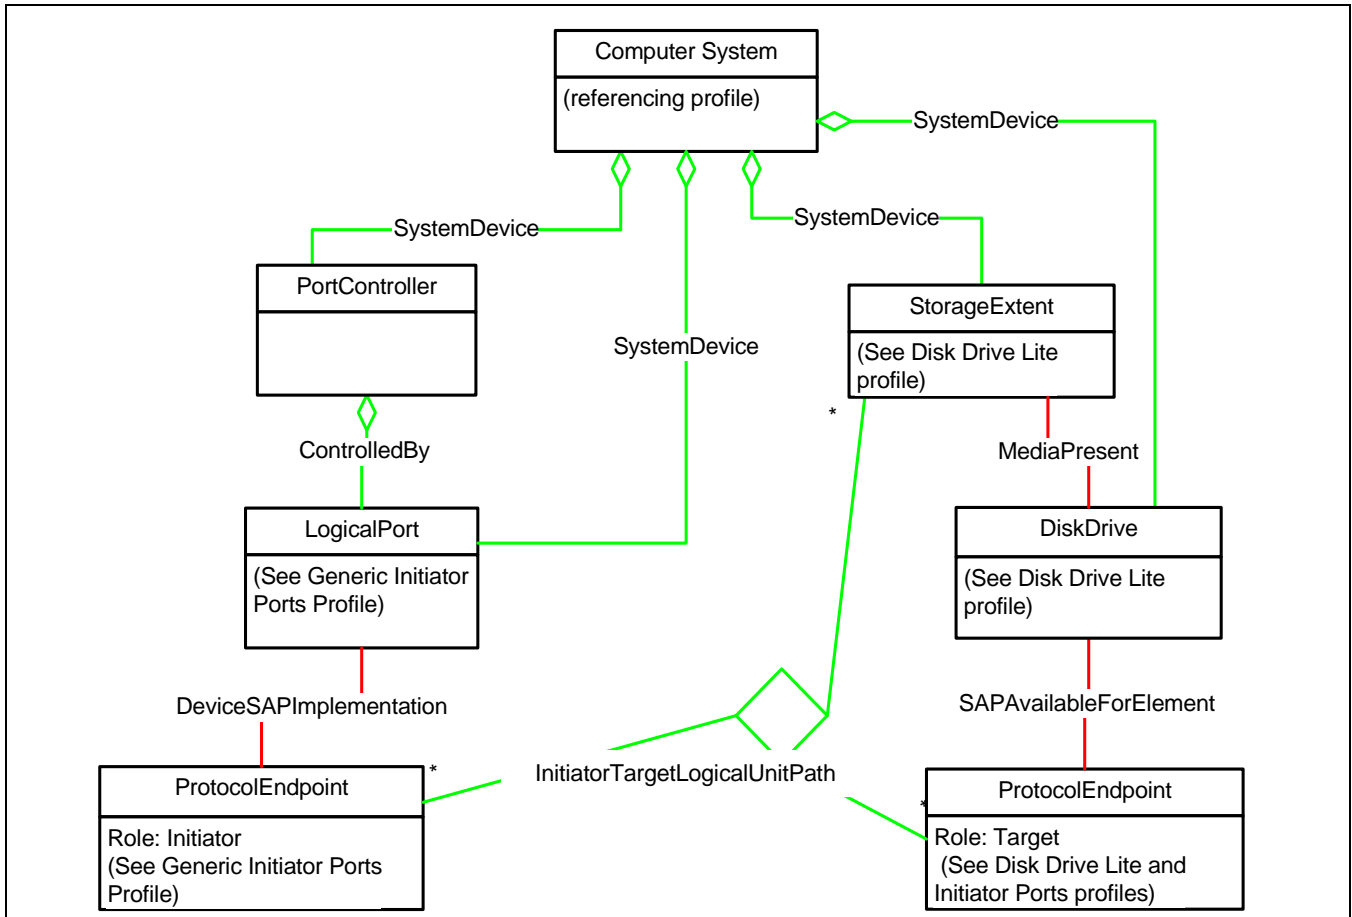 Computer System
(referencing profile)
SystemDevice
SystemDevice
SystemDevice
PortController
StorageExtent
(See Disk Drive Lite
profile)
SystemDevice
*
ControlledBy
MediaPresent
LogicalPort
(See Generic Initiator
Ports Profile)
DiskDrive
(See Disk Drive Lite
profile)
DeviceSAPImplementation
SAPAvailableForElement
*
InitiatorTargetLogicalUnitPath
*
ProtocolEndpoint
Role: Initiator
(See Generic Initiator Ports
Profile)
ProtocolEndpoint
Role: Target
(See Disk Drive Lite and
Initiator Ports profiles)